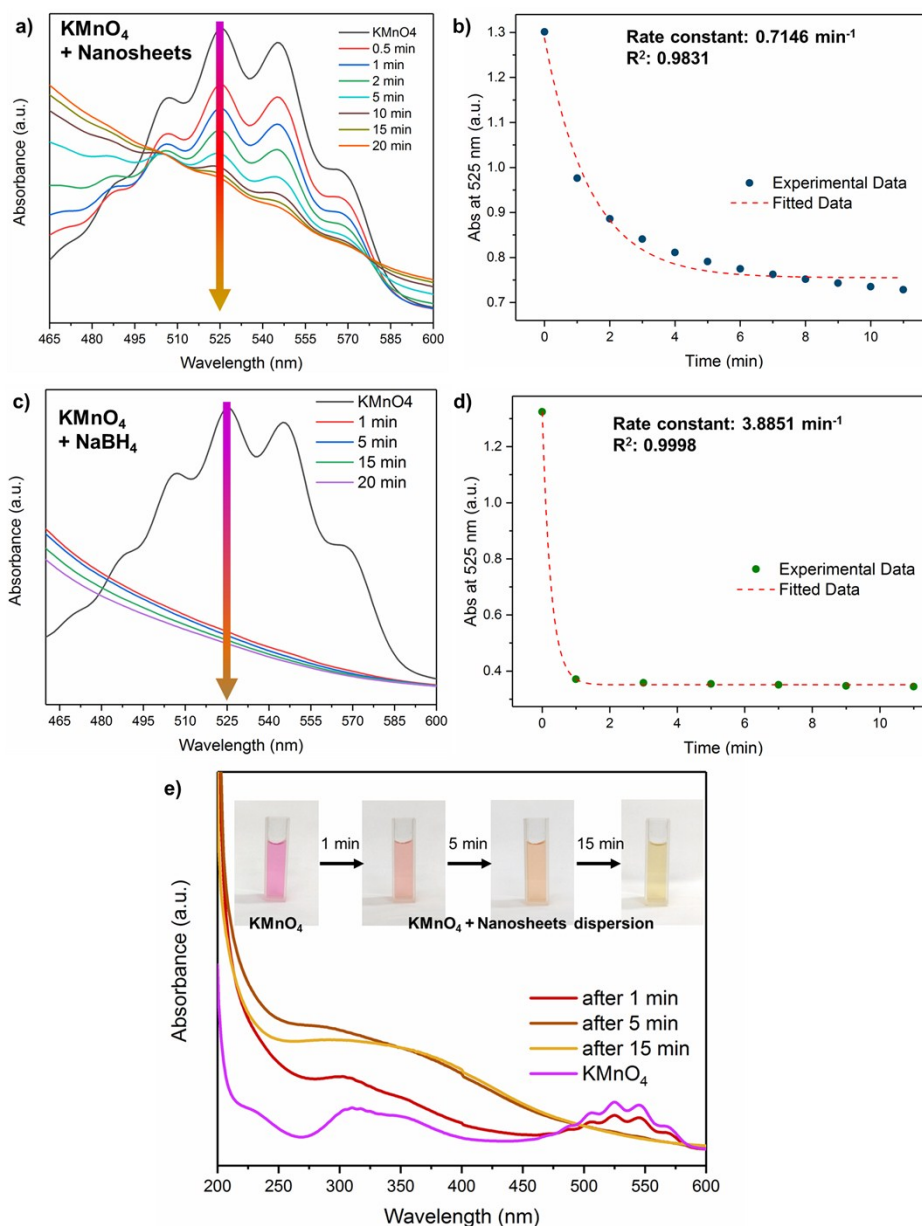 a)
KMnO₄
+ Nanosheets
KMnO4
0.5 min
1 min
2 min
5 min
10 min
15 min
20 min
Absorbance (a.u.)
465 480 495 510 525 540 555 570 585 600
Wavelength (nm)
b)
Rate constant: 0.7146 min⁻¹
R²: 0.9831
Experimental Data
Fitted Data
Abs at 525 nm (a.u.)
1.3
1.2
1.1
1.0
0.9
0.8
0.7
0 2 4 6 8 10
Time (min)
c)
KMnO₄
+ NaBH₄
KMnO4
1 min
5 min
15 min
20 min
Absorbance (a.u.)
465 480 495 510 525 540 555 570 585 600
Wavelength (nm)
d)
Rate constant: 3.8851 min⁻¹
R²: 0.9998
Experimental Data
Fitted Data
Abs at 525 nm (a.u.)
1.2
1.0
0.8
0.6
0.4
0 2 4 6 8 10
Time (min)
e)
1 min
5 min
15 min
KMnO₄
KMnO₄ + Nanosheets dispersion
after 1 min
after 5 min
after 15 min
KMnO₄
Absorbance (a.u.)
200 250 300 350 400 450 500 550 600
Wavelength (nm)